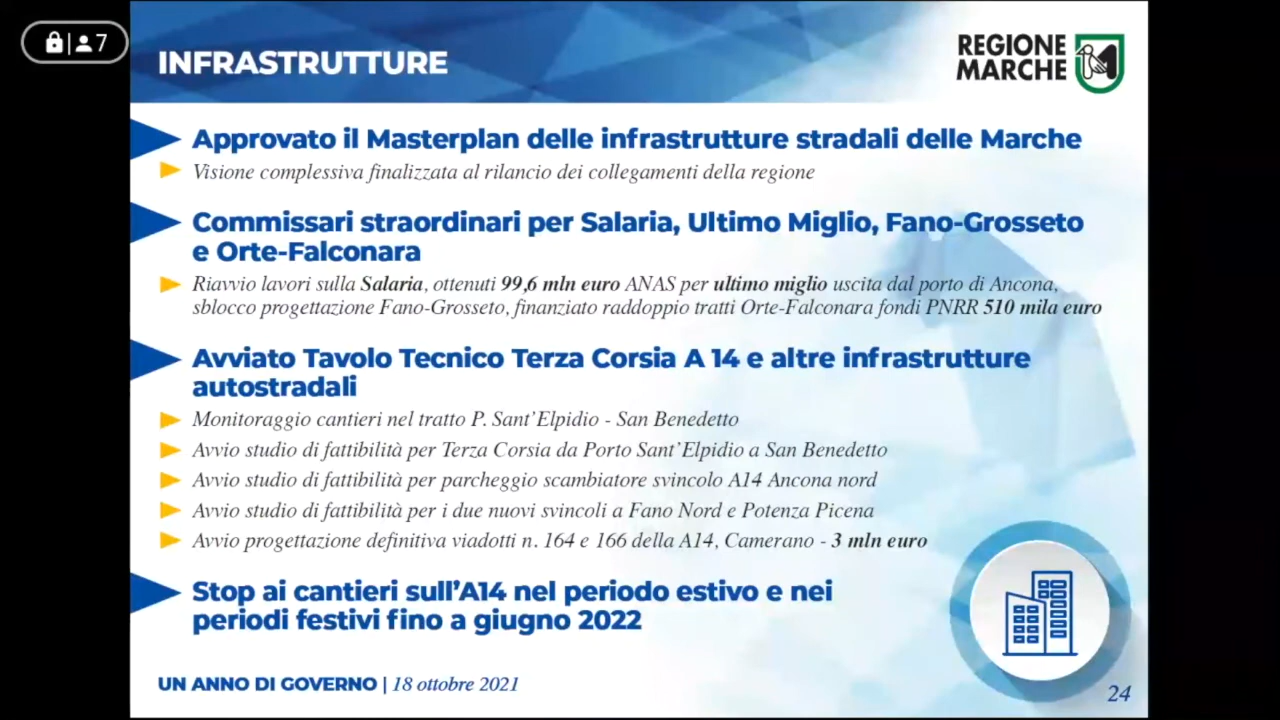 7
INFRASTRUTTURE
REGIONE
MARCHE
Approvato il Masterplan delle infrastrutture stradali delle Marche
Visione complessiva finalizzata al rilancio dei collegamenti della regione
Commissari straordinari per Salaria, Ultimo Miglio, Fano-Grosseto
e Orte-Falconara
Riavvio lavori sulla Salaria, ottenuti 99,6 mln euro ANAS per ultimo miglio uscita dal porto di Ancona,
sblocco progettazione Fano-Grosseto, finanziato raddoppio tratti Orte-Falconara fondi PNRR 510 mila euro
Avviato Tavolo Tecnico Terza Corsia A 14 e altre infrastrutture
autostradali
Monitoraggio cantieri nel tratto P. Sant'Elpidio - San Benedetto
Avvio studio di fattibilità per Terza Corsia da Porto Sant'Elpidio a San Benedetto
Avvio studio di fattibilità per parcheggio scambiatore svincolo A14 Ancona nord
Avvio studio di fattibilità per i due nuovi svincoli a Fano Nord e Potenza Picena
Avvio progettazione definitiva viadotti n. 164 e 166 della A14, Camerano - 3 mln euro
Stop ai cantieri sull'A14 nel periodo estivo e nei
periodi festivi fino a giugno 2022
UN ANNO DI GOVERNO | 18 ottobre 2021
24